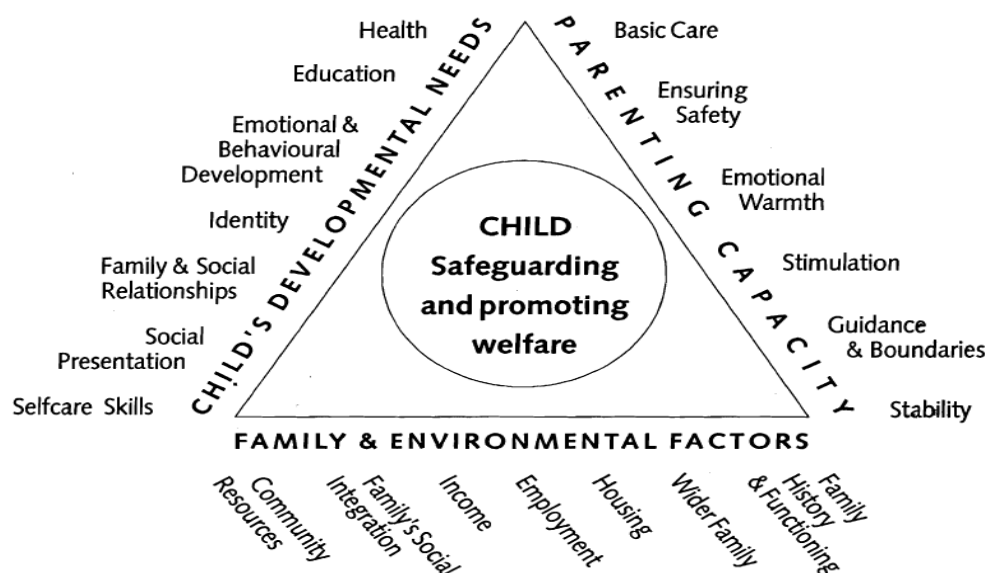 Health
Education
Emotional &
Behavioural
Development
Identity
Family & Social
Relationships
Social
Presentation
Selfcare Skills
CHILD'S DEVELOPMENTAL NEEDS
PARENTING CAPACITY
Basic Care
Ensuring
Safety
Emotional
Warmth
Stimulation
Guidance
& Boundaries
Stability
CHILD
Safeguarding
and promoting
welfare
FAMILY & ENVIRONMENTAL FACTORS
Community
Resources
Family's Social
Integration
Income
Employment
Housing
Wider Family
Family
History
& Functioning